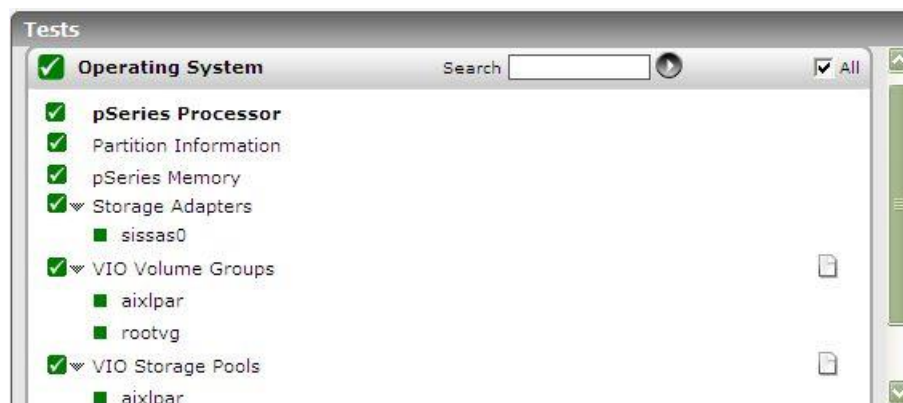 Tests
Operating System Search All
pSeries Processor
Partition Information
pSeries Memory
Storage Adapters
sissas0
VIO Volume Groups
aixlpar
rootvg
VIO Storage Pools
aixlpar